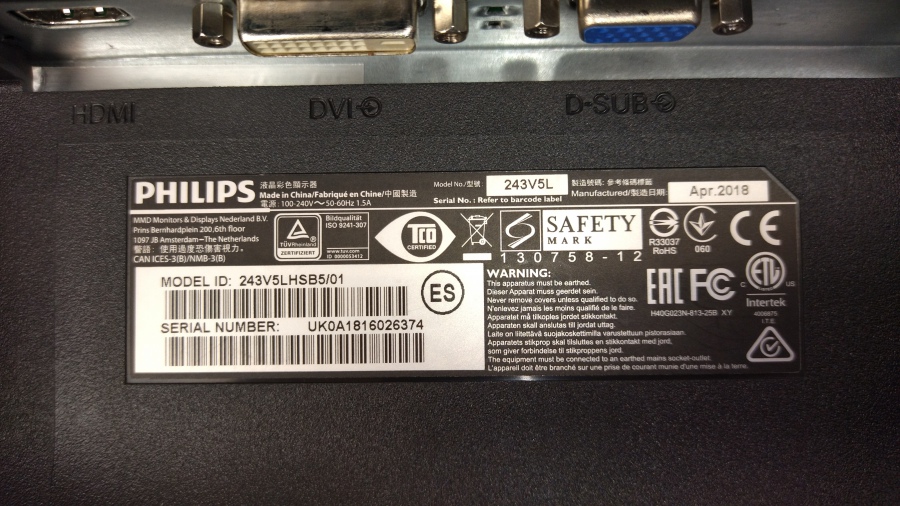 HDMI
DVI
D-SUB
PHILIPS
液晶彩色顯示器
Made in China/Fabriqué en Chine/中國製造
電源: 100-240V～50-60Hz 1.5A
Model No./型號: 243V5L
Serial No. : Refer to barcode label
製造號碼: 參考條碼標籤
Manufactured/製造日期: Apr.2018
MMD Monitors & Displays Nederland B.V.
Prins Bernhardplein 200,6th floor
1097 JB Amsterdam–The Netherlands
警語: 使用過度恐傷害視力。
CAN ICES-3(B)/NMB-3(B)
TÜVRheinland
ZERTIFIZIERT
Bildqualität
ISO 9241-307
www.tuv.com
ID 0000053412
TCO
CERTIFIED
SAFETY
MARK
130758-12
R33037
RoHS
060
CE
MODEL ID: 243V5LHSB5/01
SERIAL NUMBER: UK0A1816026374
ES
WARNING:
This apparatus must be earthed.
Dieser Apparat muss geerdet sein.
Never remove covers unless qualified to do so.
N'enlevez jamais les moins qualifié de le faire.
Apparatet må tilkoples jordet stikkontakt.
Apparaten skall anslutas till jordat uttag.
Laite on liitettävä suojakosketinmilla varustettuun pistorasiaan.
Apparatets stikprop skal tilsluttes en stikkontakt med jord,
som giver forbindelse til stikproppens jord.
The equipment must be connected to an earthed mains socket-outlet.
L'appareil doit être branché sur une prise de courant munie d'une mise à la terre.
EAC FC
H40G023N-813-25B XY
C ETL US
Intertek
4006875
I.T.E.